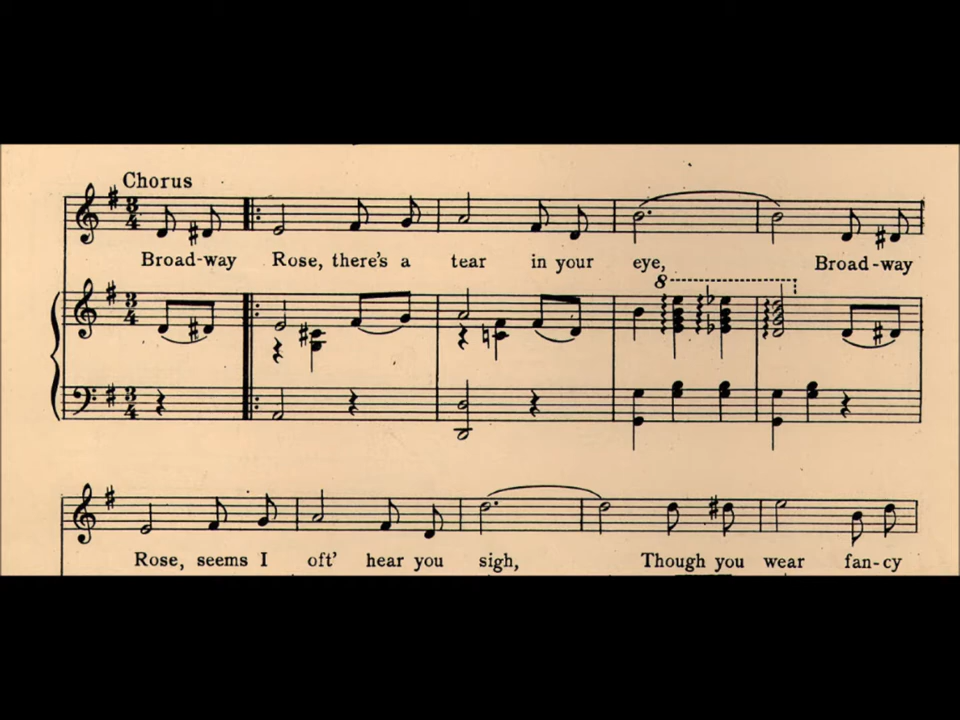 Chorus
Broad-way Rose, there's a tear in your eye, Broad-way
8
Rose, seems I oft' hear you sigh, Though you wear fan-cy